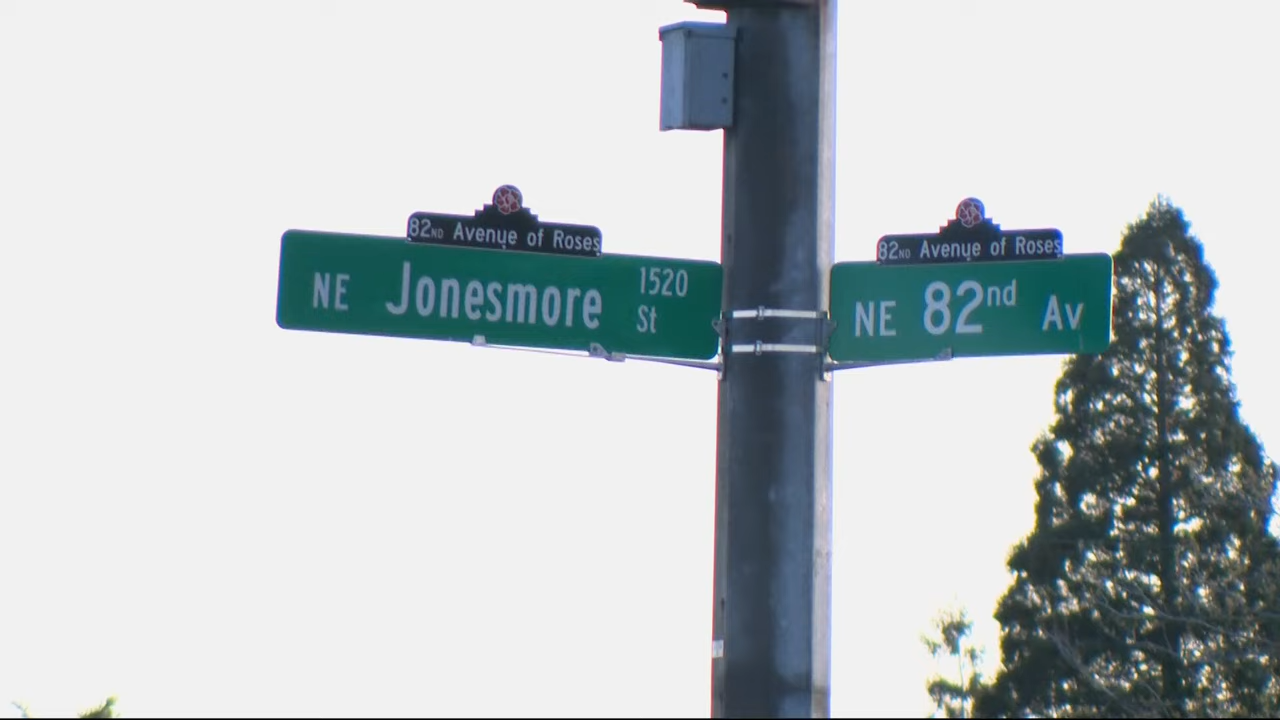 82ND Avenue of Roses
NE Jonesmore St 1520
82ND Avenue of Roses
NE 82nd Av